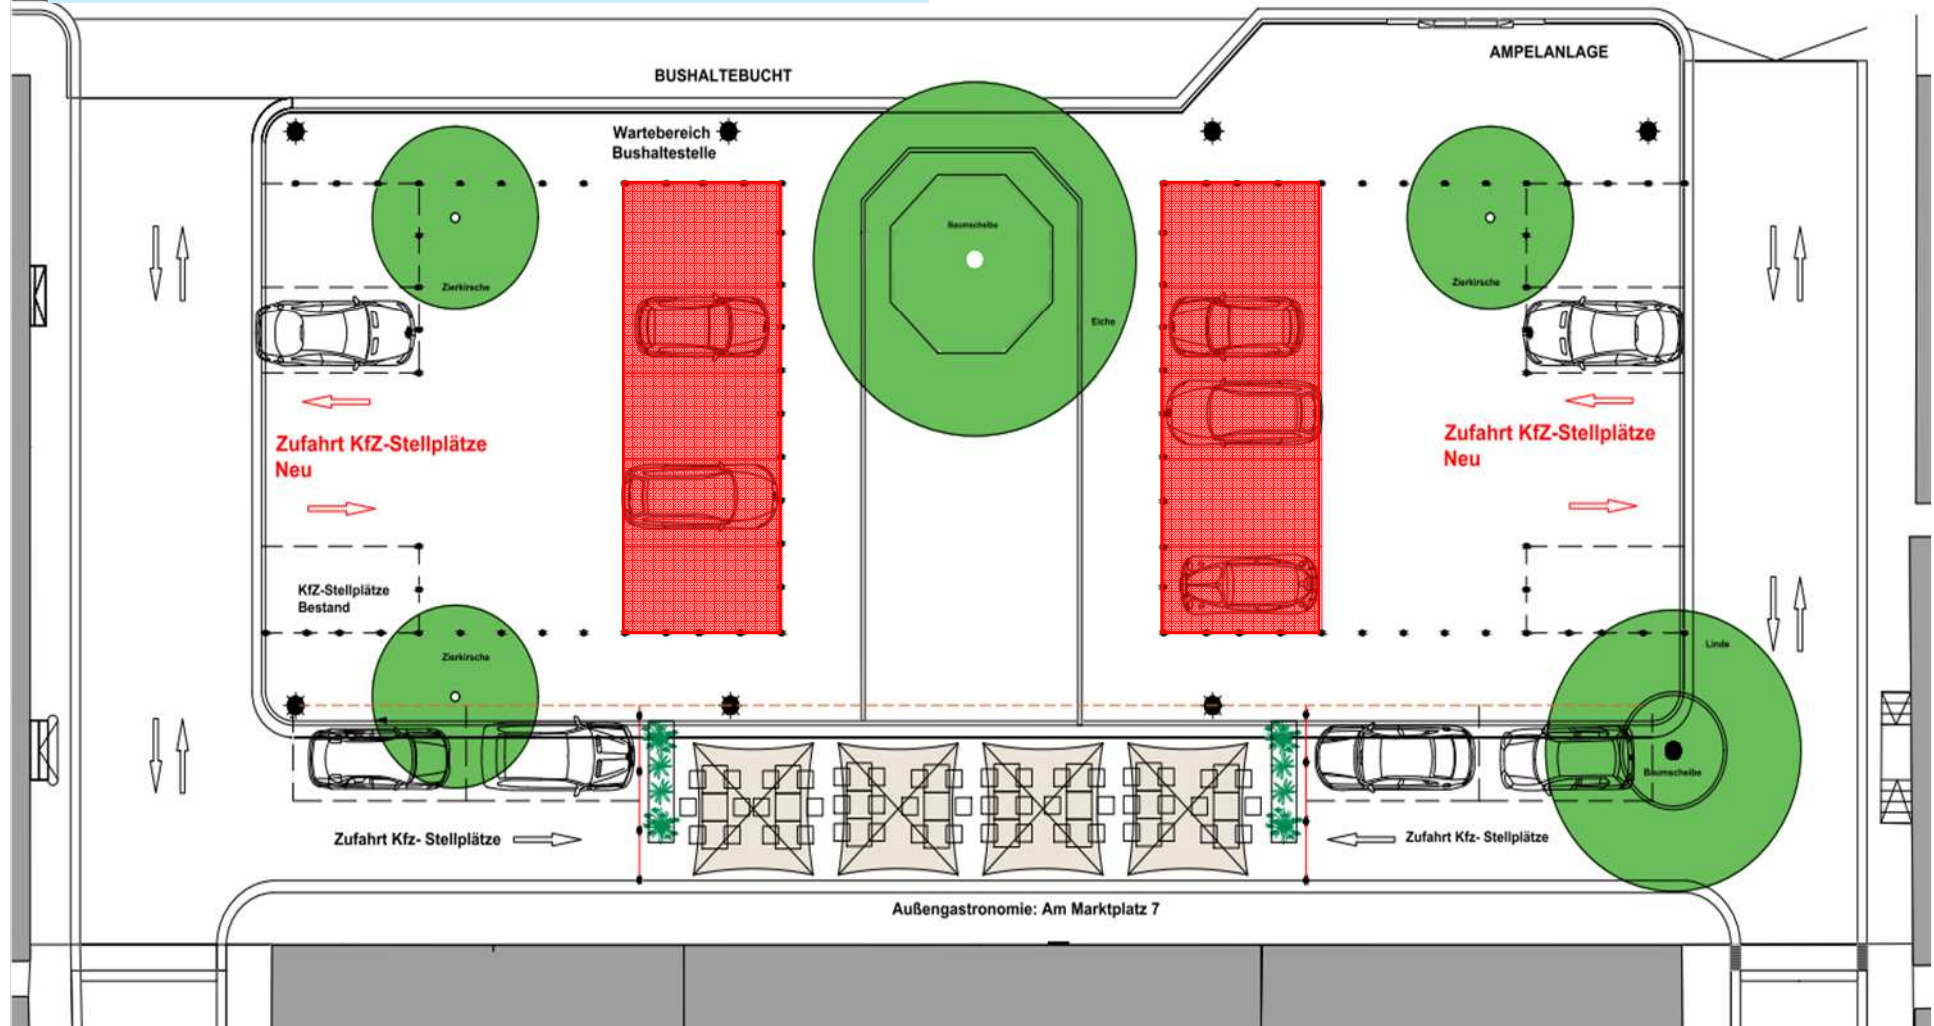 AMPELANLAGE
BUSHALTEBUCHT
Wartebereich
Bushaltestelle
Baumscheibe
Zierkirsche
Zierkirsche
Eiche
Zufahrt KfZ-Stellplätze
Neu
Zufahrt KfZ-Stellplätze
Neu
KfZ-Stellplätze
Bestand
Zierkirsche
Linde
Baumscheibe
Zufahrt Kfz- Stellplätze
Zufahrt Kfz- Stellplätze
Außengastronomie: Am Marktplatz 7